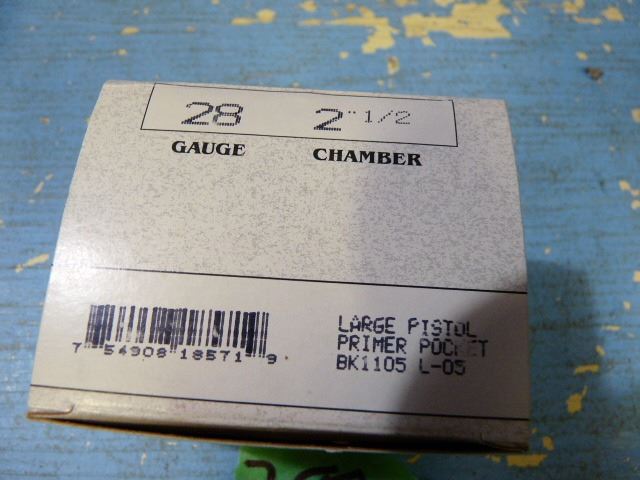 28 2" 1/2
GAUGE CHAMBER
7 54908 18571 9
LARGE PISTOL
PRIMER POCKET
BK1105 L-05